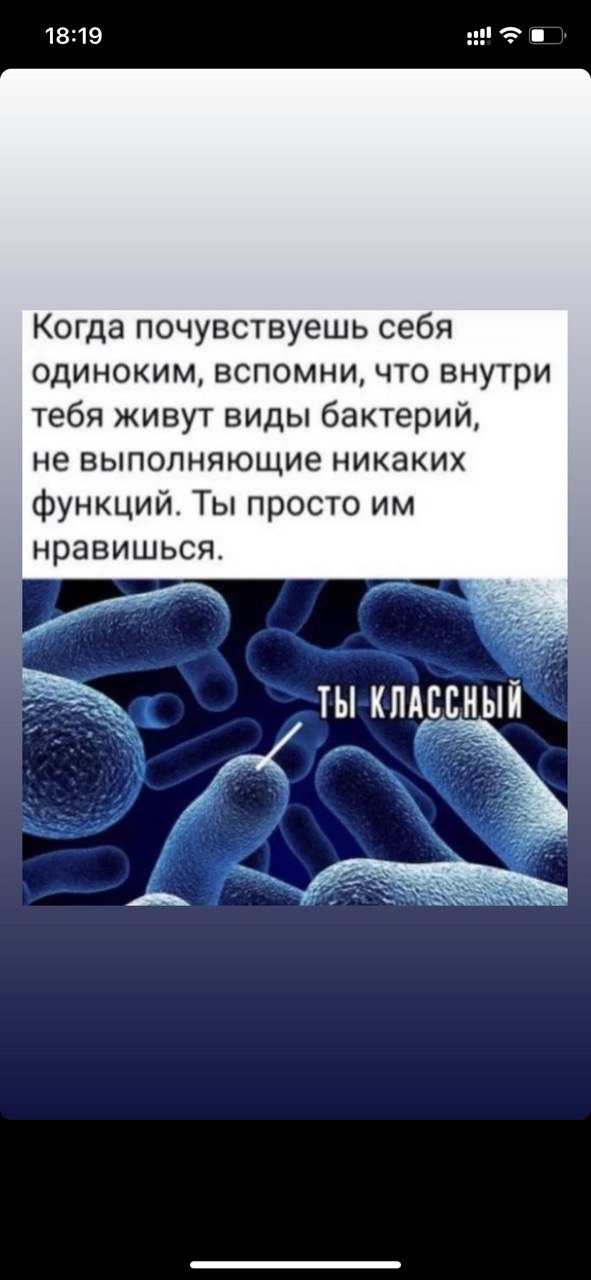 18:19
Когда почувствуешь себя
одиноким, вспомни, что внутри
тебя живут виды бактерий,
не выполняющие никаких
функций. Ты просто им
нравишься.
ТЫ КЛАССНЫЙ